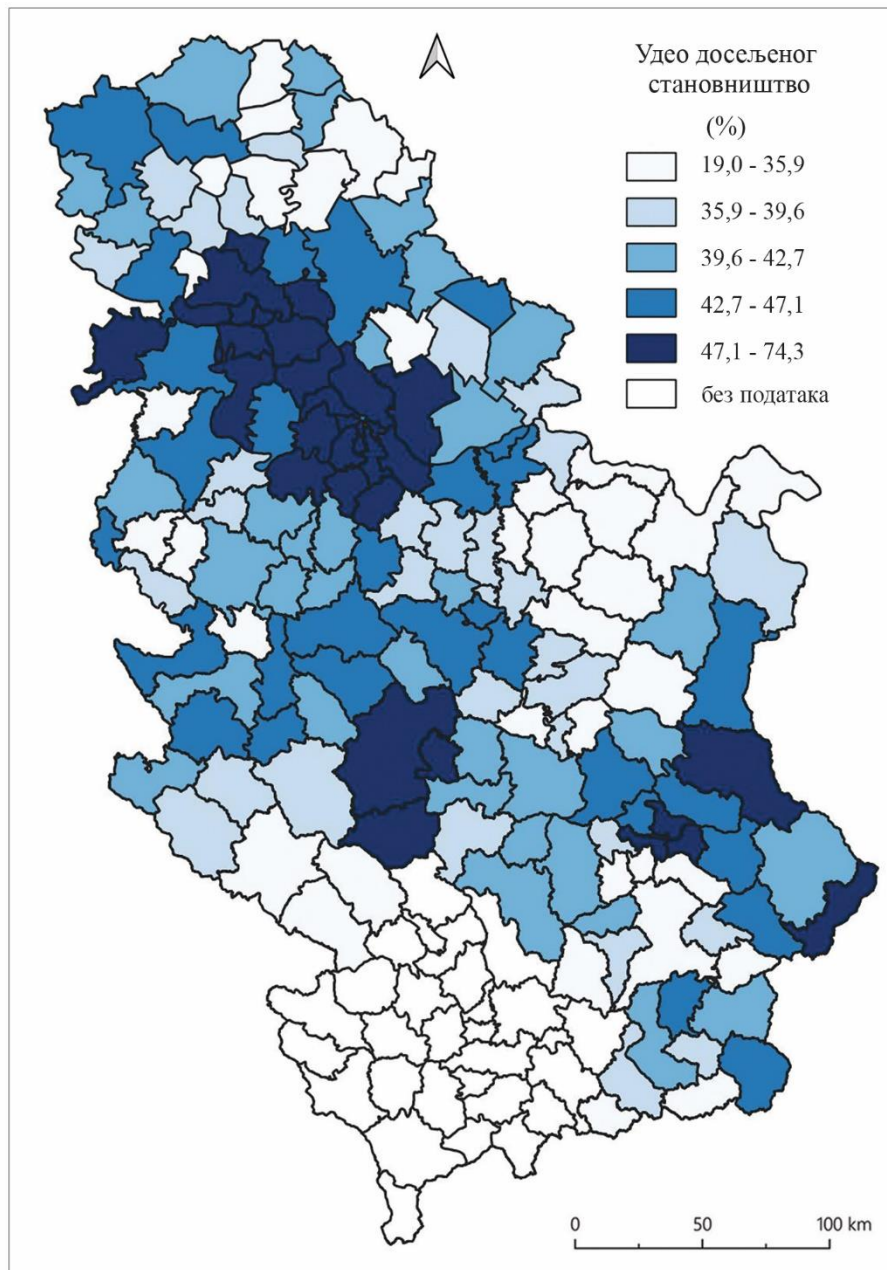 Удео досељеног
становништво
(%)
19,0 - 35,9
35,9 - 39,6
39,6 - 42,7
42,7 - 47,1
47,1 - 74,3
без података
0 50 100 km